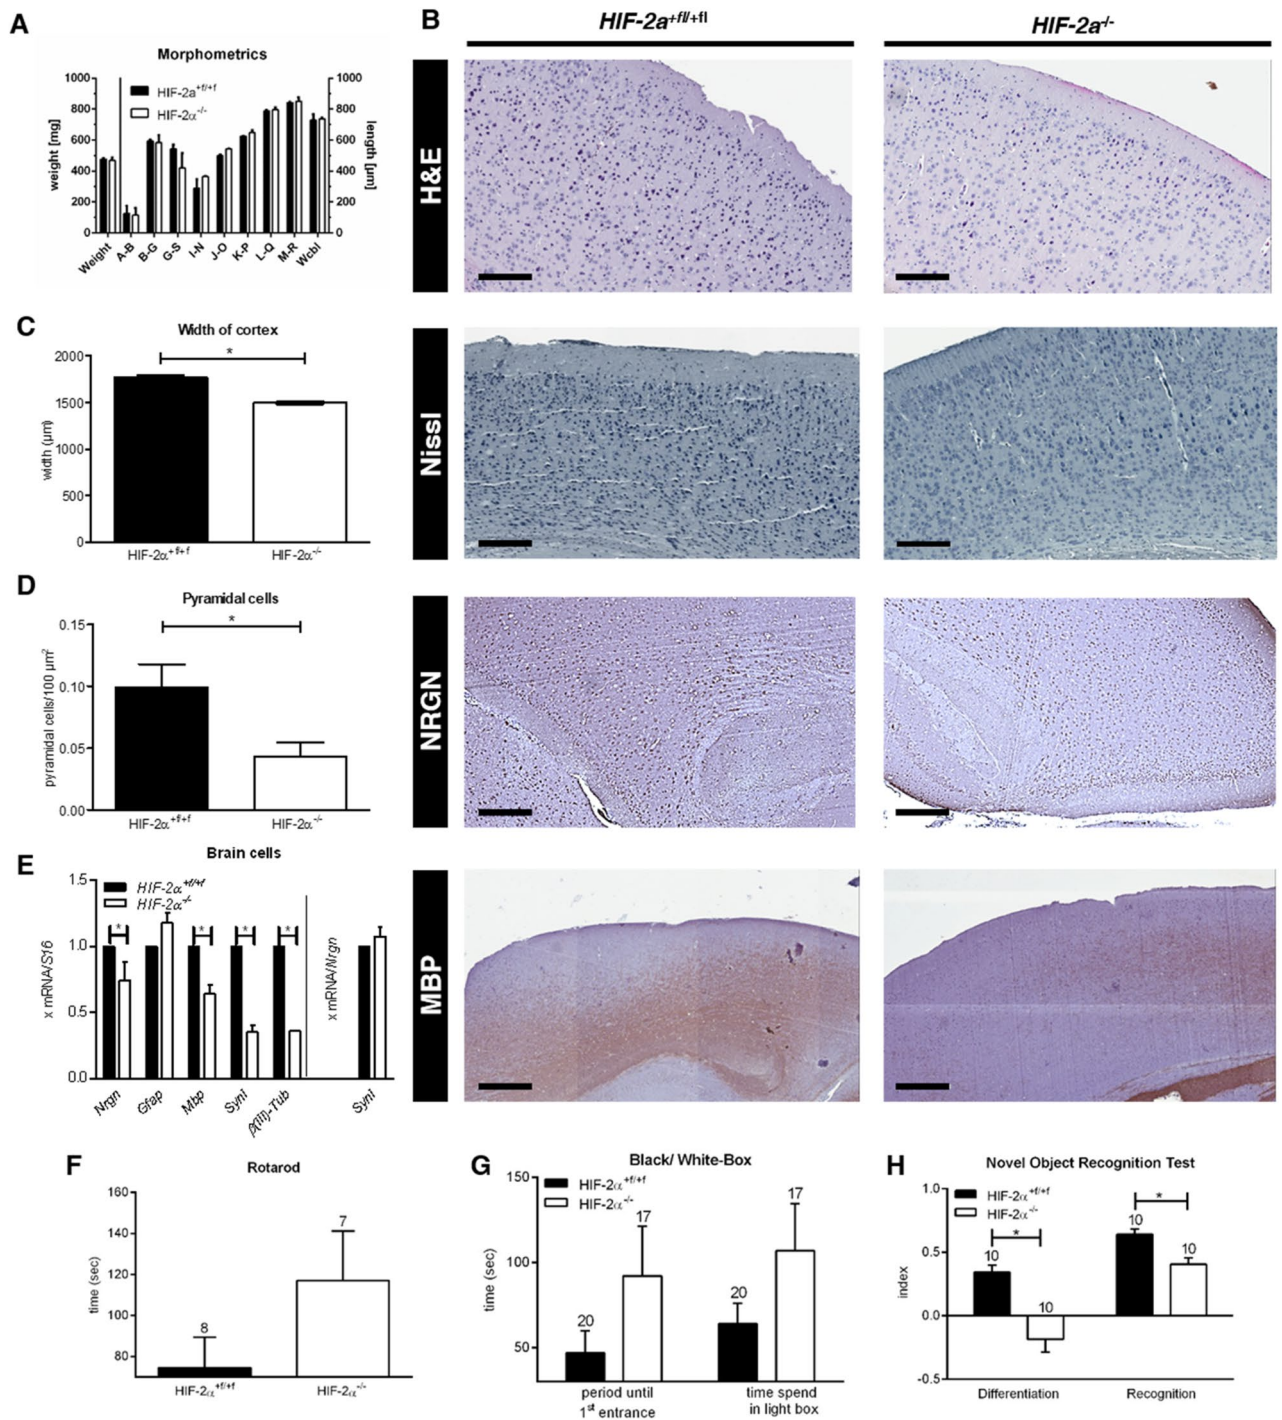 A
Morphometrics
1000
800
600
400
200
0
weight [mg]
HIF-2a+f/+f
HIF-2α-/-
1000
800
600
400
200
0
length [µm]
Weight
A-B
B-G
G-S
I-N
J-O
K-P
L-Q
M-R
Wcbl
B
HIF-2a+fl/+fl
HIF-2a-/-
H&E
Nissl
NRGN
MBP
C
Width of cortex
*
2000
1500
1000
500
0
width (µm)
HIF-2α+f/+f
HIF-2α-/-
D
Pyramidal cells
*
0.15
0.10
0.05
0.00
pyramidal cells/100 µm2
HIF-2α+f/+f
HIF-2α-/-
E
Brain cells
1.5
1.0
0.5
0.0
x mRNA/S16
HIF-2α+f/+f
HIF-2α-/-
* * * *
x mRNA/Nrgn
Nrgn
Gfap
Mbp
SynI
β(III)-Tub
SynI
F
Rotarod
160
140
120
100
80
time (sec)
8
7
HIF-2α+f/+f
HIF-2α-/-
G
Black/ White-Box
150
100
50
time (sec)
HIF-2α+f/+f
HIF-2α-/-
20
17
20
17
period until
1st entrance
time spend
in light box
H
Novel Object Recognition Test
1.0
0.5
0.0
-0.5
index
HIF-2α+f/+f
HIF-2α-/-
*
*
10
10
10
10
Differentiation
Recognition